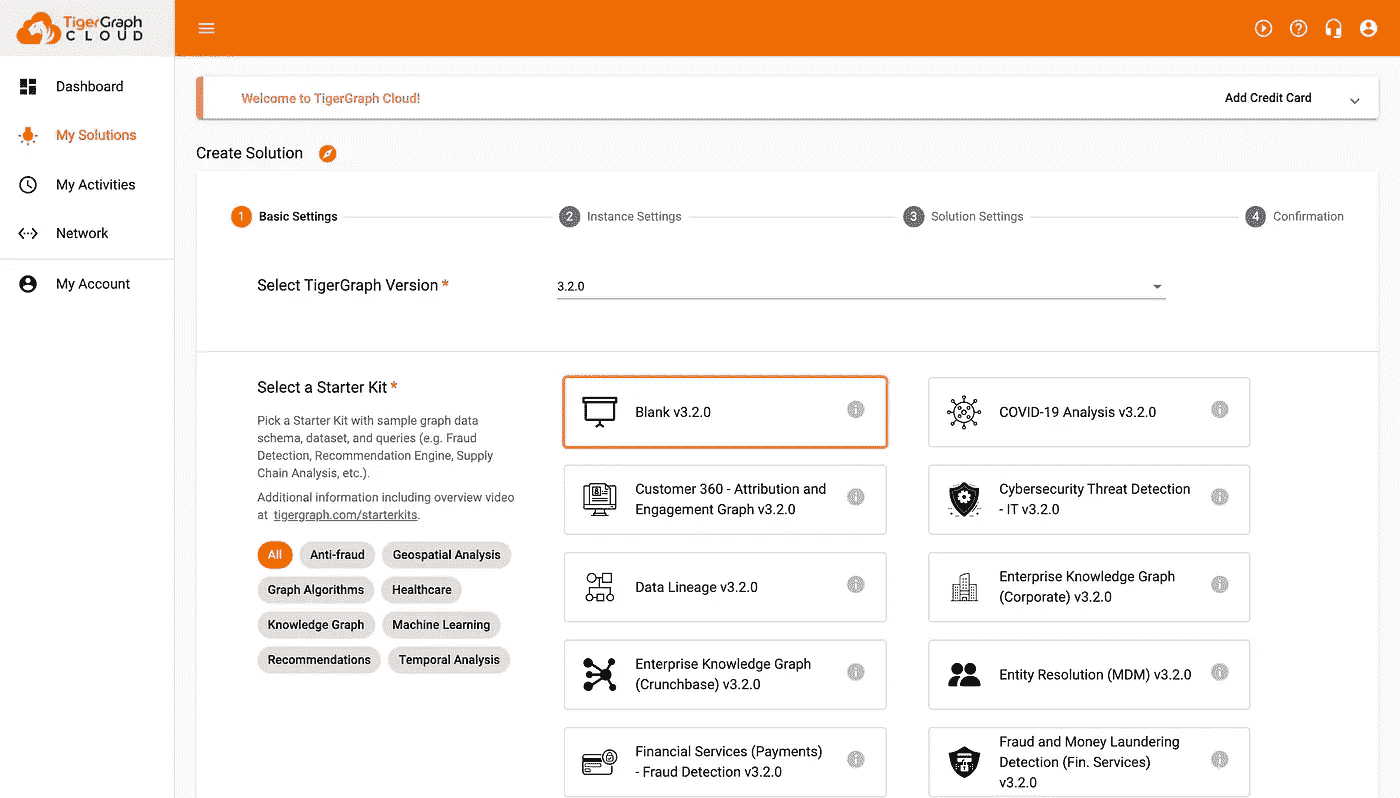 TigerGraph
CLOUD
Dashboard
My Solutions
My Activities
Network
My Account
Welcome to TigerGraph Cloud!
Add Credit Card
Create Solution
1 Basic Settings
2 Instance Settings
3 Solution Settings
4 Confirmation
Select TigerGraph Version *
3.2.0
Select a Starter Kit *
Pick a Starter Kit with sample graph data
schema, dataset, and queries (e.g. Fraud
Detection, Recommendation Engine, Supply
Chain Analysis, etc.).
Additional information including overview video
at tigergraph.com/starterkits.
All
Anti-fraud
Geospatial Analysis
Graph Algorithms
Healthcare
Knowledge Graph
Machine Learning
Recommendations
Temporal Analysis
Blank v3.2.0
COVID-19 Analysis v3.2.0
Customer 360 - Attribution and
Engagement Graph v3.2.0
Cybersecurity Threat Detection
- IT v3.2.0
Data Lineage v3.2.0
Enterprise Knowledge Graph
(Corporate) v3.2.0
Enterprise Knowledge Graph
(Crunchbase) v3.2.0
Entity Resolution (MDM) v3.2.0
Financial Services (Payments)
- Fraud Detection v3.2.0
Fraud and Money Laundering
Detection (Fin. Services)
v3.2.0